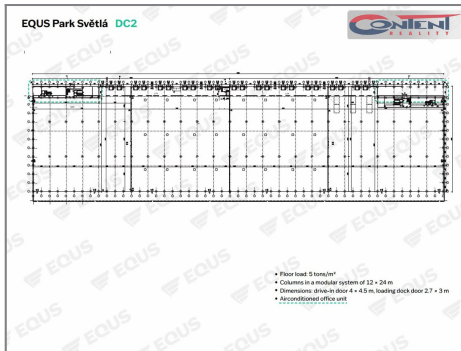 EQUS Park Světlá DC2
CONTENT
REALITY
• Floor load: 5 tons/m²
• Columns in a modular system of 12 × 24 m
• Dimensions: drive-in door 4 × 4.5 m, loading dock door 2.7 × 3 m
• Airconditioned office unit
EQUS